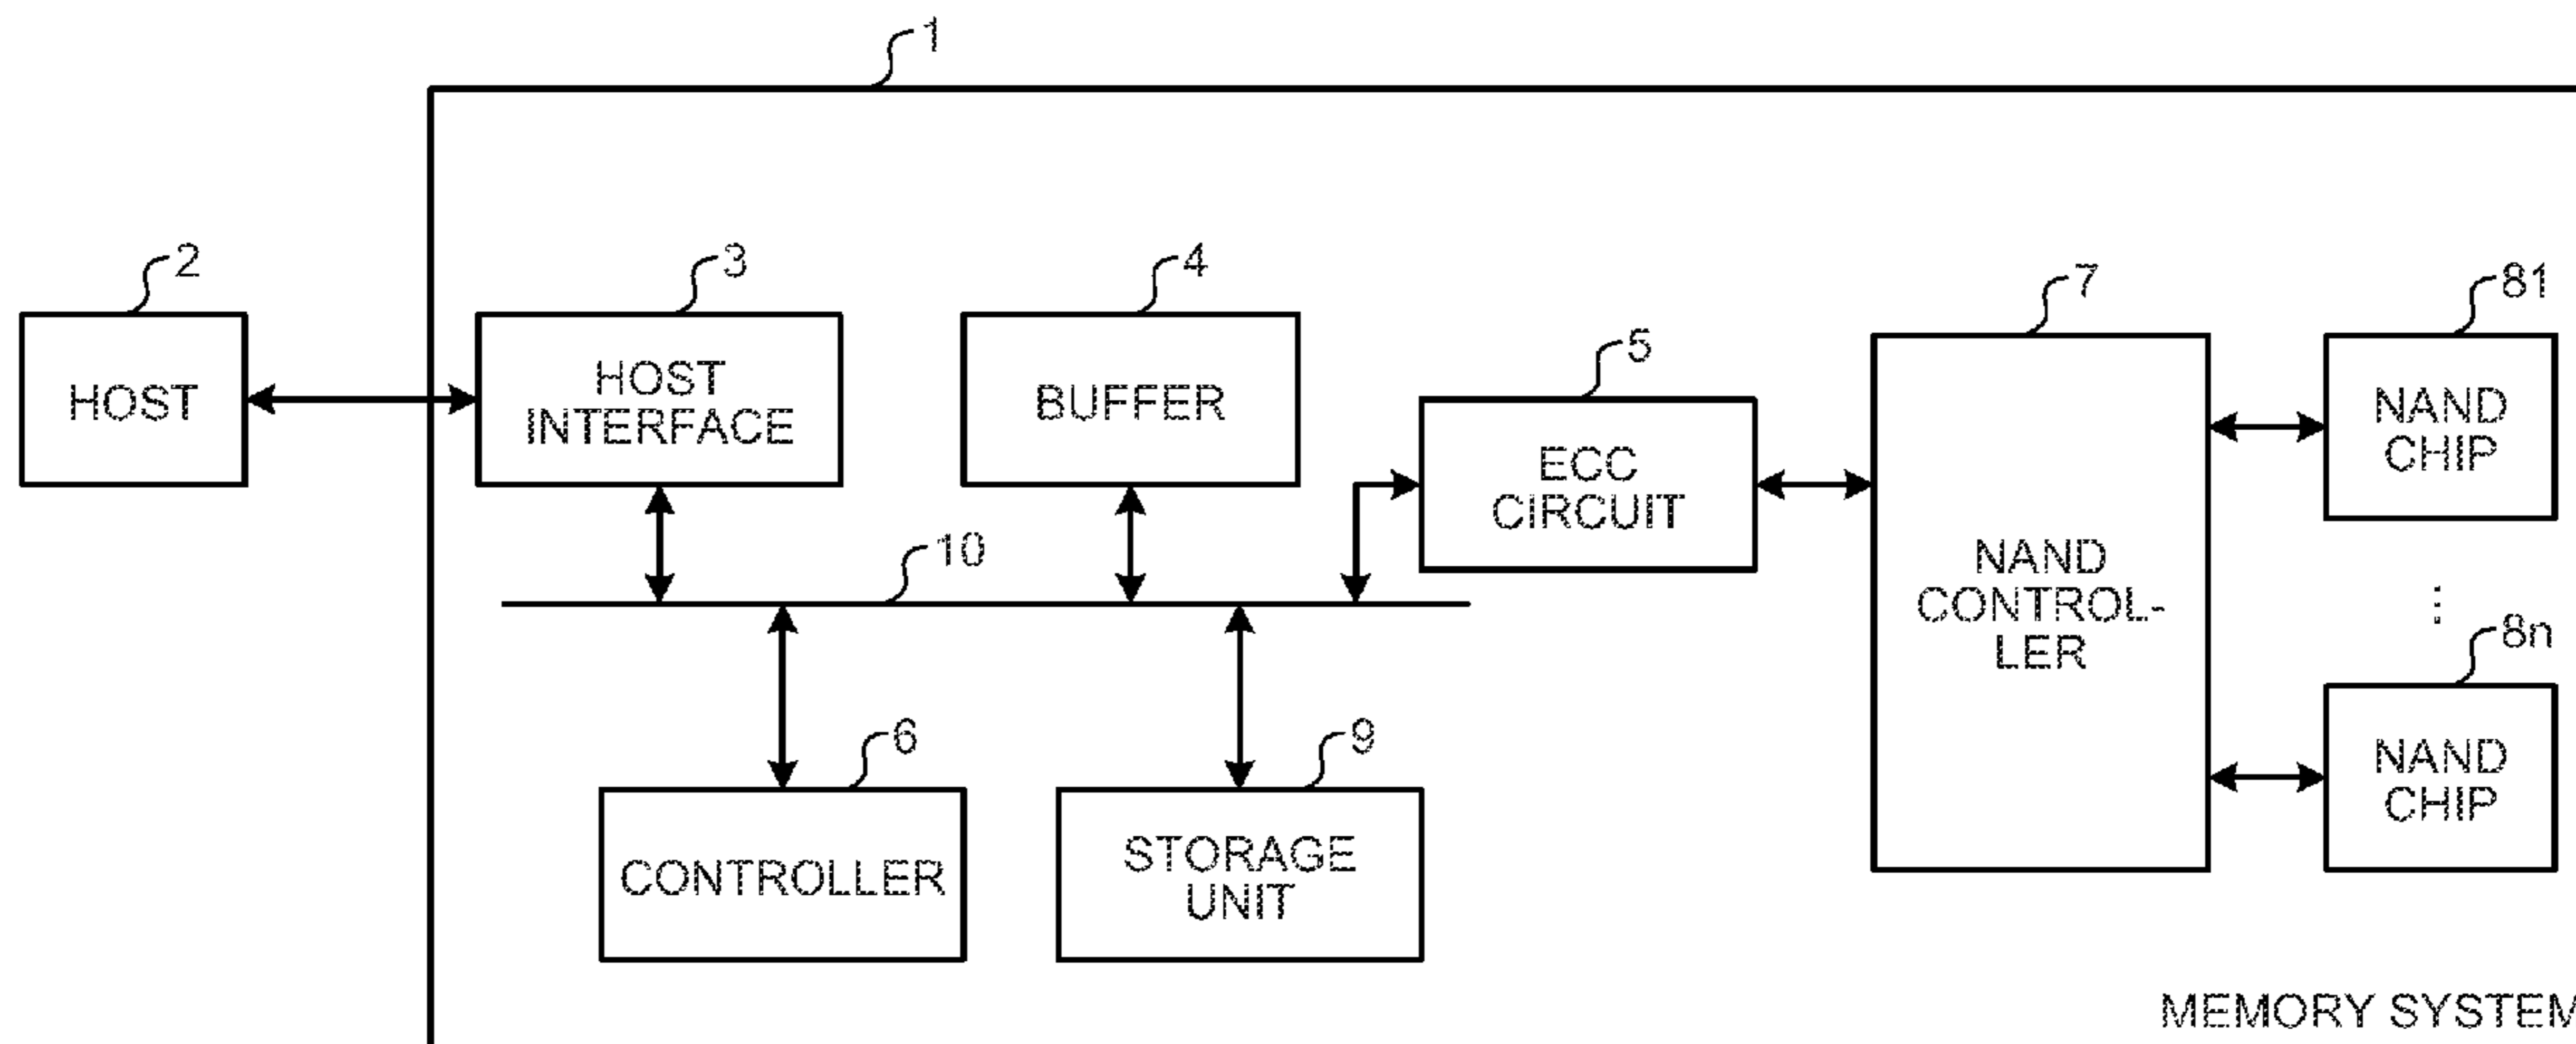 1
2
3
4
5
7
81
HOST
HOST
INTERFACE
BUFFER
ECC
CIRCUIT
NAND
CHIP
10
NAND
CONTROL-
LER
⋮
8n
6
9
NAND
CHIP
CONTROLLER
STORAGE
UNIT
MEMORY SYSTEM